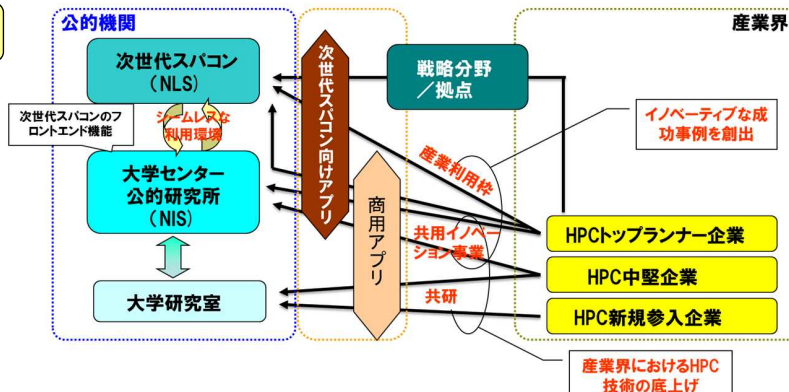 公的機関
産業界
次世代スパコン
(NLS)
次世代スパコンのフ
ロントエンド機能
シームレスな
利用環境
大学センター
公的研究所
(NIS)
大学研究室
次世代スパコン向けアプリ
商用アプリ
戦略分野
/拠点
産業利用枠
共用イノベー
ション事業
共研
イノベーティブな成
功事例を創出
HPCトップランナー企業
HPC中堅企業
HPC新規参入企業
産業界におけるHPC
技術の底上げ